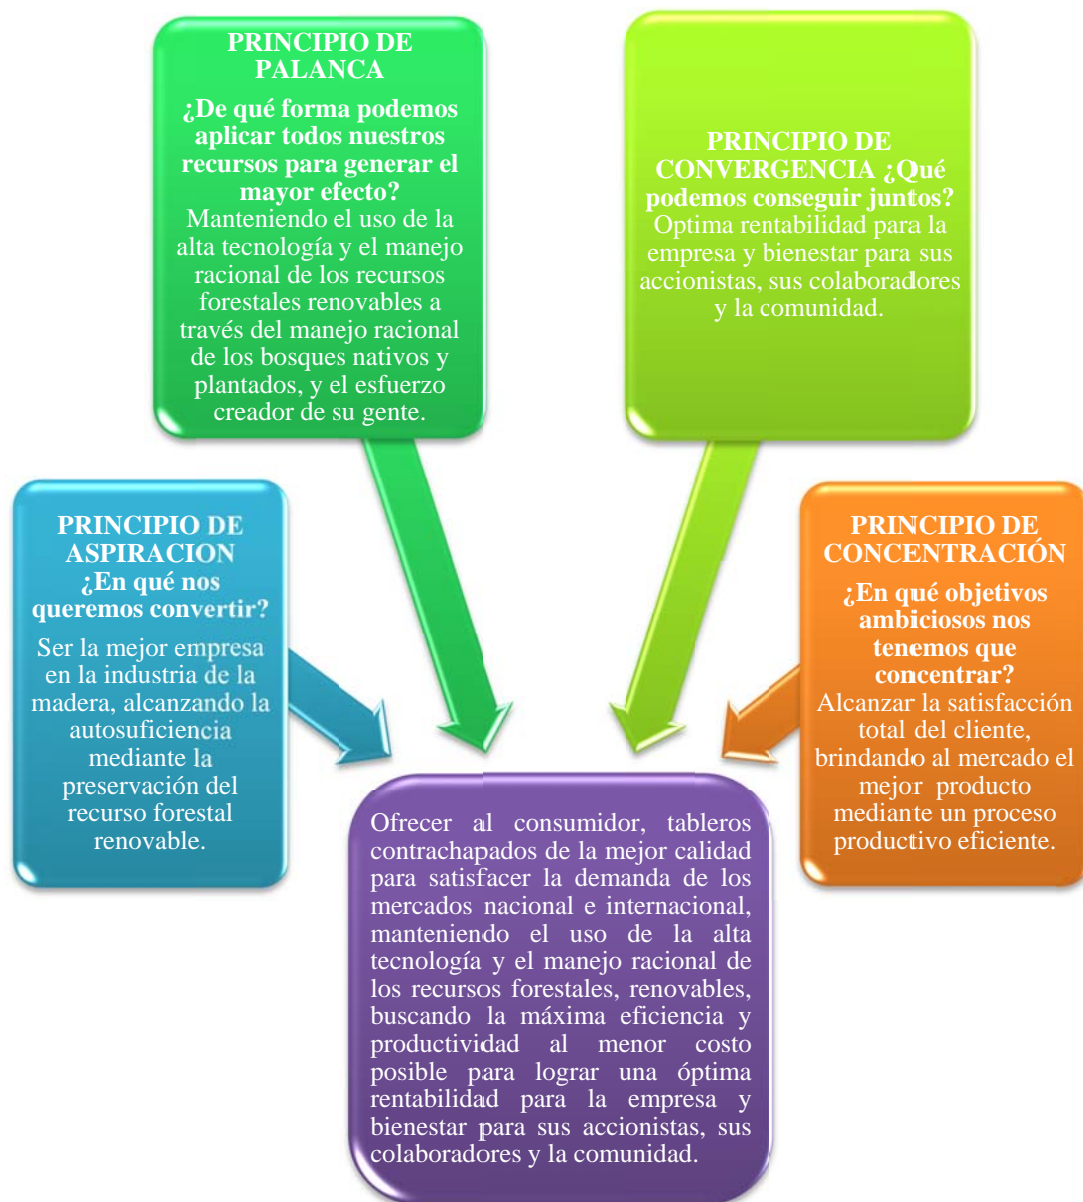 PRINCIPIO DE
PALANCA
¿De qué forma podemos
aplicar todos nuestros
recursos para generar el
mayor efecto?
Manteniendo el uso de la
alta tecnología y el manejo
racional de los recursos
forestales renovables a
través del manejo racional
de los bosques nativos y
plantados, y el esfuerzo
creador de su gente.
PRINCIPIO DE
CONVERGENCIA ¿Qué
podemos conseguir juntos?
Optima rentabilidad para la
empresa y bienestar para sus
accionistas, sus colaboradores
y la comunidad.
PRINCIPIO DE
ASPIRACION
¿En qué nos
queremos convertir?
Ser la mejor empresa
en la industria de la
madera, alcanzando la
autosuficiencia
mediante la
preservación del
recurso forestal
renovable.
PRINCIPIO DE
CONCENTRACIÓN
¿En qué objetivos
ambiciosos nos
tenemos que
concentrar?
Alcanzar la satisfacción
total del cliente,
brindando al mercado el
mejor producto
mediante un proceso
productivo eficiente.
Ofrecer al consumidor, tableros
contrachapados de la mejor calidad
para satisfacer la demanda de los
mercados nacional e internacional,
manteniendo el uso de la alta
tecnología y el manejo racional de
los recursos forestales, renovables,
buscando la máxima eficiencia y
productividad al menor costo
posible para lograr una óptima
rentabilidad para la empresa y
bienestar para sus accionistas, sus
colaboradores y la comunidad.